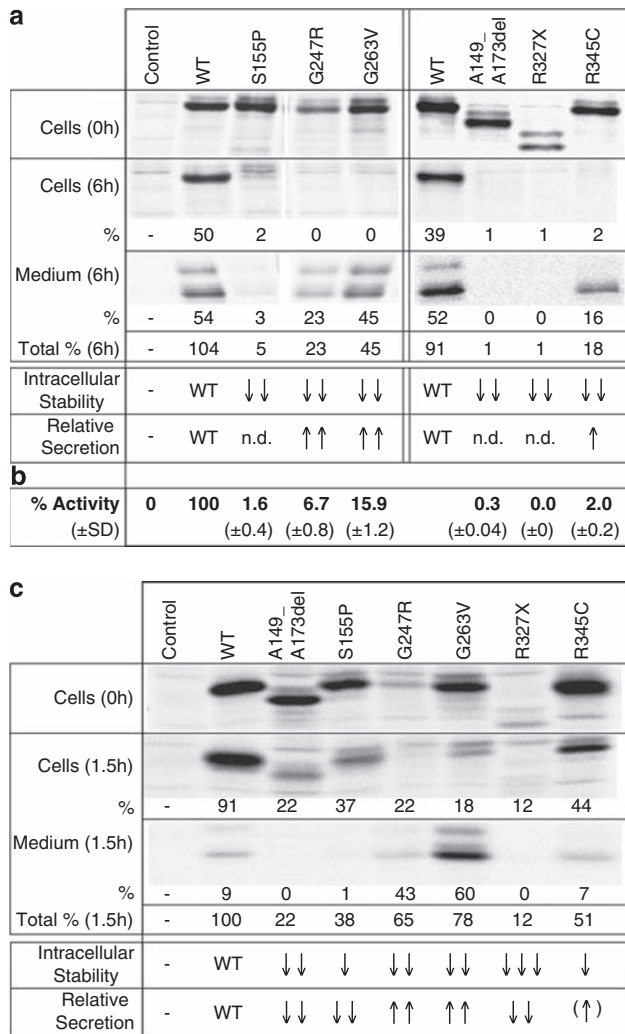 a
Control WT S155P G247R G263V WT A149_A173del R327X R345C
Cells (0h)
Cells (6h)
% - 50 2 0 0 39 1 1 2
Medium (6h)
% - 54 3 23 45 52 0 0 16
Total % (6h) - 104 5 23 45 91 1 1 18
Intracellular Stability - WT ↓↓ ↓↓ ↓↓ WT ↓↓ ↓↓ ↓↓
Relative Secretion - WT n.d. ↑↑ ↑↑ WT n.d. n.d. ↑
b
% Activity 0 100 1.6 6.7 15.9 0.3 0.0 2.0
(±SD) (±0.4) (±0.8) (±1.2) (±0.04) (±0) (±0.2)
c
Control WT A149_A173del S155P G247R G263V R327X R345C
Cells (0h)
Cells (1.5h)
% - 91 22 37 22 18 12 44
Medium (1.5h)
% - 9 0 1 43 60 0 7
Total % (1.5h) - 100 22 38 65 78 12 51
Intracellular Stability - WT ↓↓ ↓ ↓↓ ↓↓ ↓↓↓ ↓
Relative Secretion - WT ↓↓ ↓↓ ↑↑ ↑↑ ↓↓ (↑)